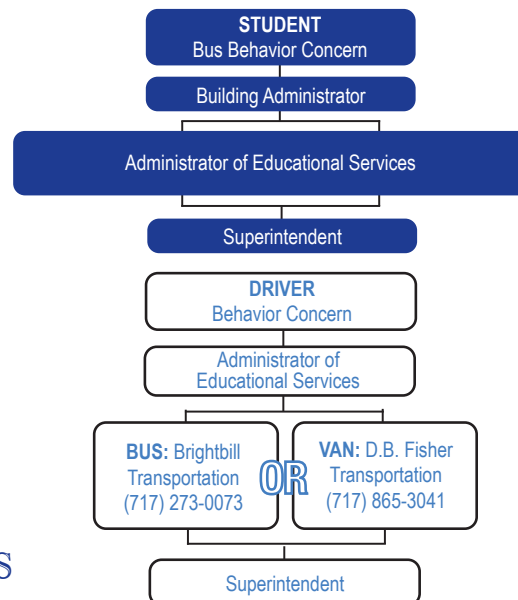 STUDENT
Bus Behavior Concern
Building Administrator
Administrator of Educational Services
Superintendent
DRIVER
Behavior Concern
Administrator of
Educational Services
BUS: Brightbill
Transportation
(717) 273-0073
OR
VAN: D.B. Fisher
Transportation
(717) 865-3041
S
Superintendent